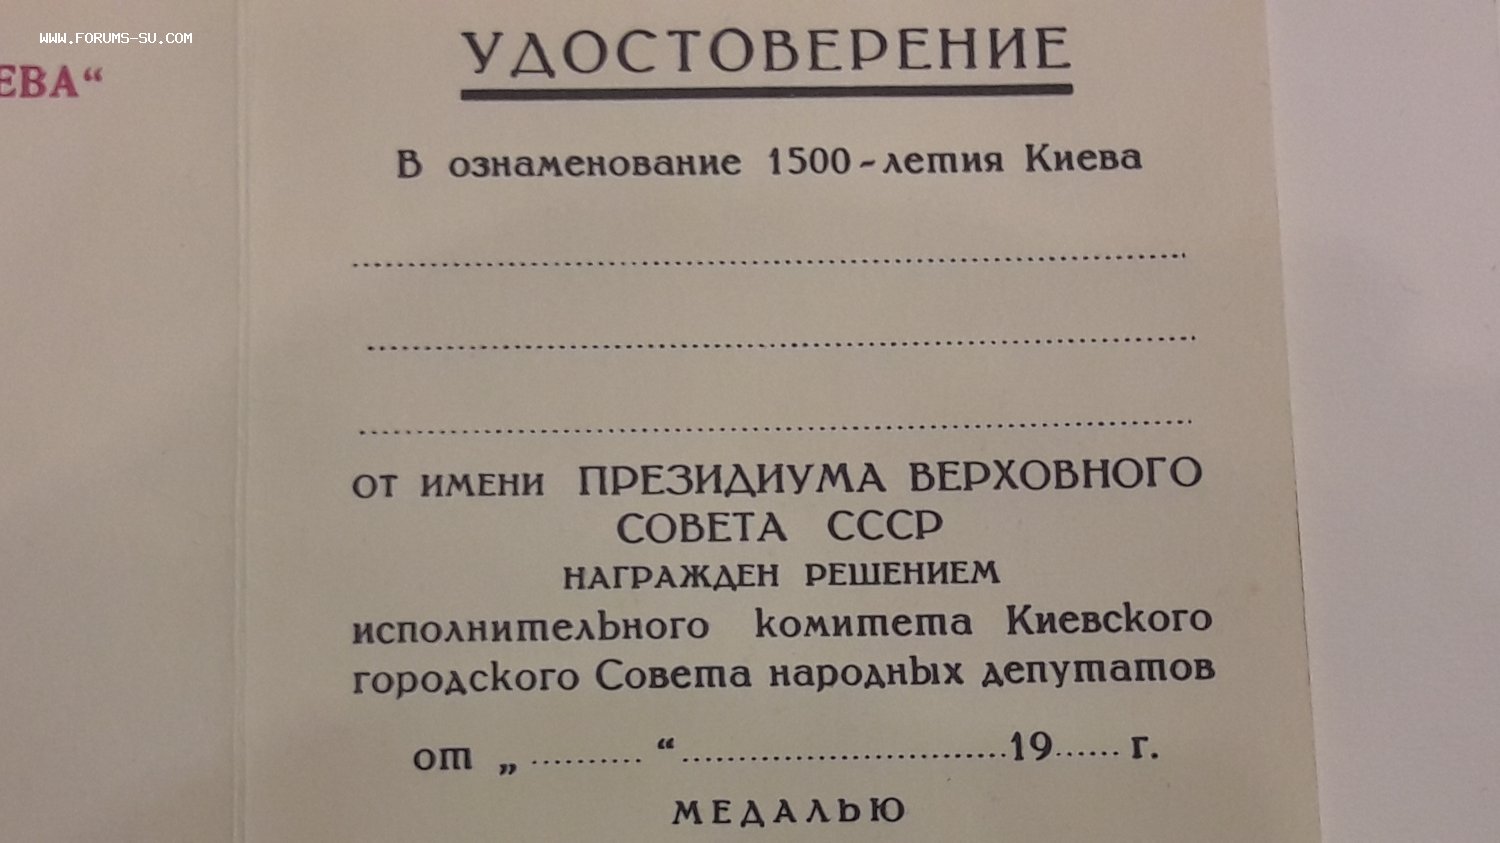 WWW.FORUMS-SU.COM
ЕВА“
УДОСТОВЕРЕНИЕ
В ознаменование 1500-летия Киева
от имени ПРЕЗИДИУМА ВЕРХОВНОГО
СОВЕТА СССР
НАГРАЖДЕН РЕШЕНИЕМ
исполнительного комитета Киевского
городского Совета народных депутатов
от „ .......... “ ............................ 19 ...... г.
МЕДАЛЬЮ